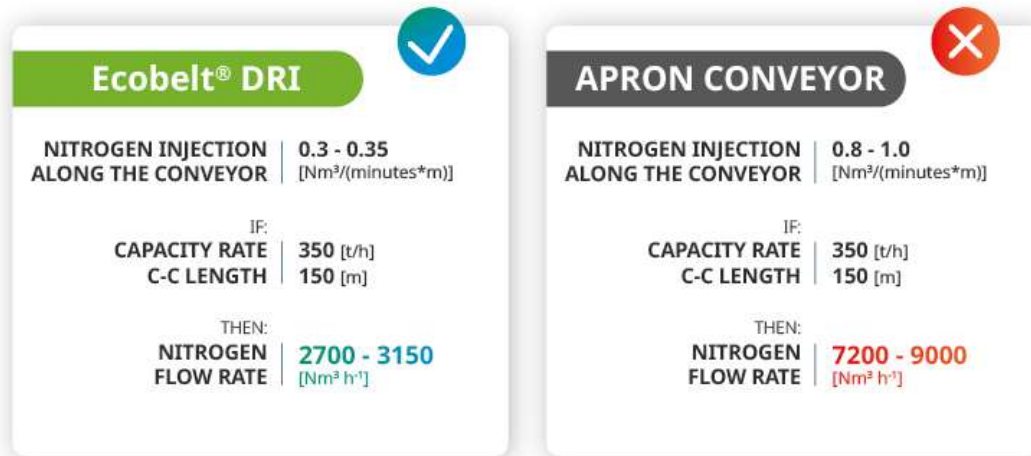 Ecobelt® DRI
NITROGEN INJECTION 0.3 - 0.35
ALONG THE CONVEYOR [Nm³/(minutes*m)]
IF:
CAPACITY RATE 350 [t/h]
C-C LENGTH 150 [m]
THEN:
NITROGEN 2700 - 3150
FLOW RATE [Nm³ h⁻¹]
APRON CONVEYOR
NITROGEN INJECTION 0.8 - 1.0
ALONG THE CONVEYOR [Nm³/(minutes*m)]
IF:
CAPACITY RATE 350 [t/h]
C-C LENGTH 150 [m]
THEN:
NITROGEN 7200 - 9000
FLOW RATE [Nm³ h⁻¹]